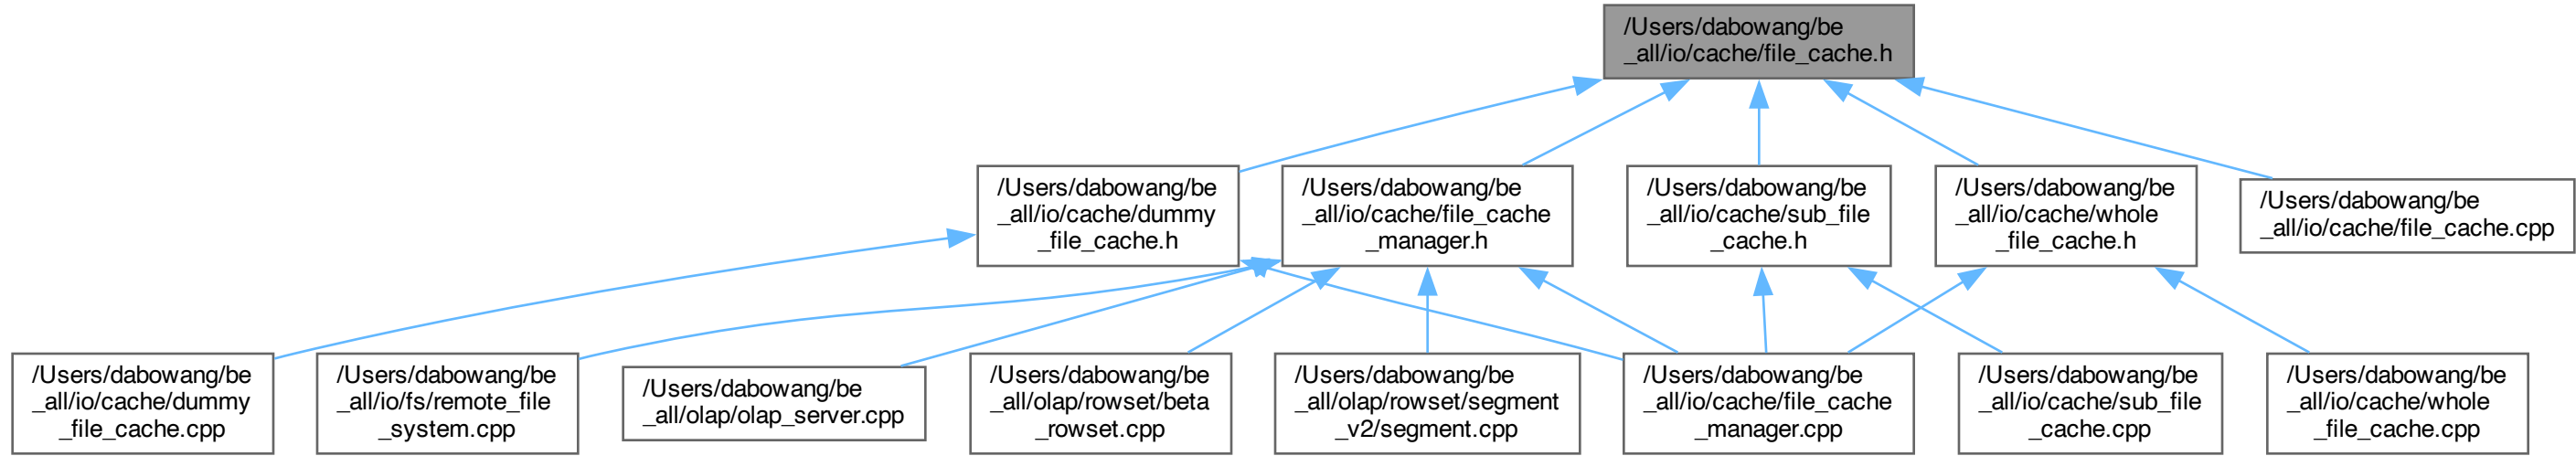 /Users/dabowang/be
_all/io/cache/file_cache.h
/Users/dabowang/be
_all/io/cache/dummy
_file_cache.h
/Users/dabowang/be
_all/io/cache/file_cache
_manager.h
/Users/dabowang/be
_all/io/cache/sub_file
_cache.h
/Users/dabowang/be
_all/io/cache/whole
_file_cache.h
/Users/dabowang/be
_all/io/cache/file_cache.cpp
/Users/dabowang/be
_all/io/cache/dummy
_file_cache.cpp
/Users/dabowang/be
_all/io/fs/remote_file
_system.cpp
/Users/dabowang/be
_all/olap/olap_server.cpp
/Users/dabowang/be
_all/olap/rowset/beta
_rowset.cpp
/Users/dabowang/be
_all/olap/rowset/segment
_v2/segment.cpp
/Users/dabowang/be
_all/io/cache/file_cache
_manager.cpp
/Users/dabowang/be
_all/io/cache/sub_file
_cache.cpp
/Users/dabowang/be
_all/io/cache/whole
_file_cache.cpp